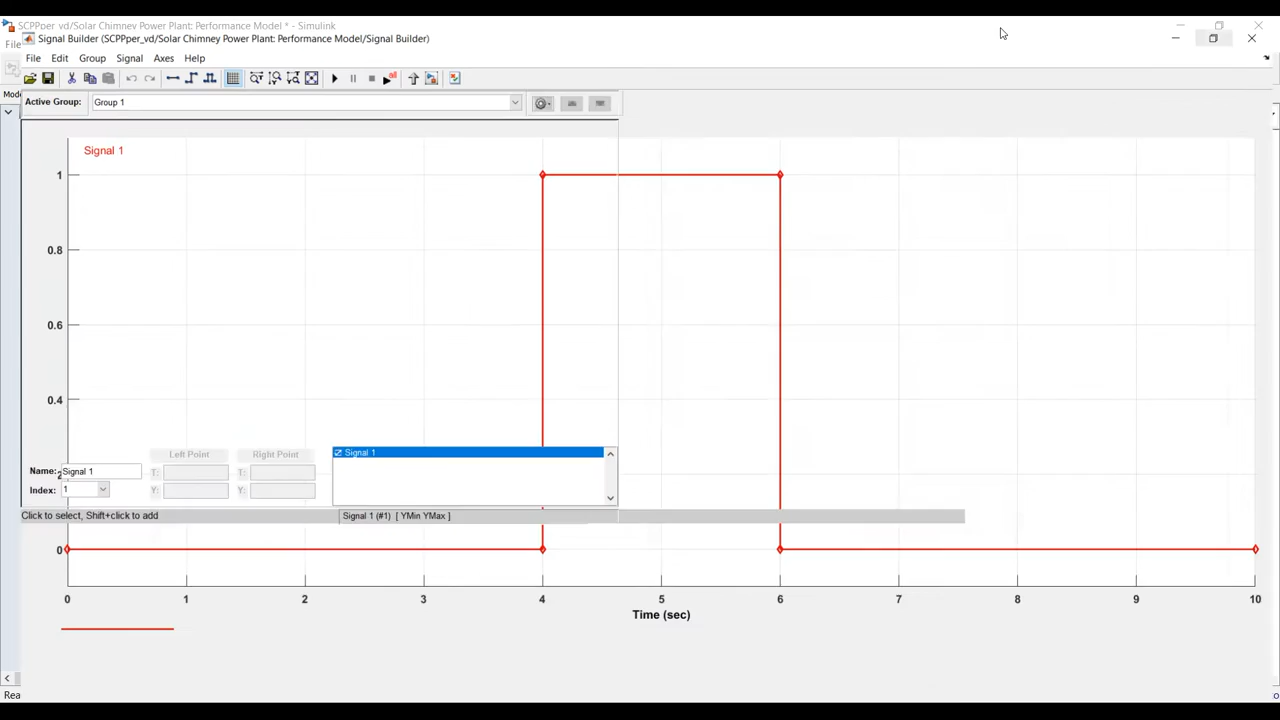 SCPPper_vd/Solar Chimney Power Plant: Performance Model * - Simulink
Signal Builder (SCPPper_vd/Solar Chimney Power Plant: Performance Model/Signal Builder)
File Edit Group Signal Axes Help
all
Active Group: Group 1
Signal 1
1
0.8
0.6
0.4
0
Left Point Right Point
Name: Signal 1
T: T:
Index: 1
Y: Y:
Signal 1
Click to select, Shift+click to add
Signal 1 (#1) [ YMin YMax ]
0 1 2 3 4 5 6 7 8 9 10
Time (sec)